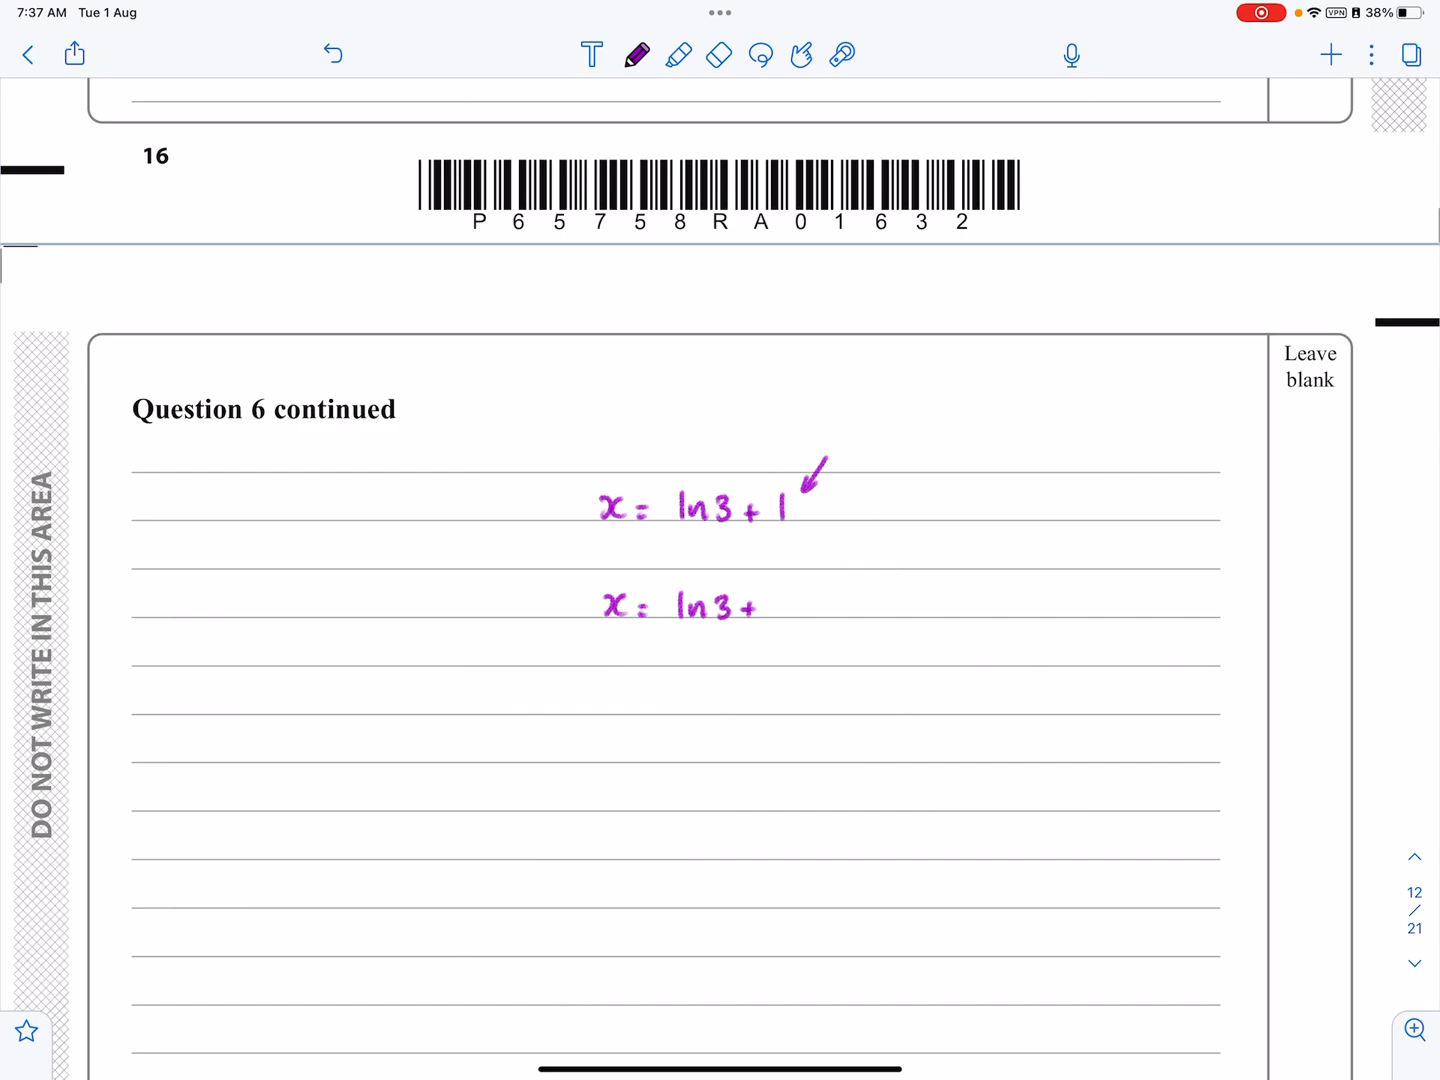 7:37 AM Tue 1 Aug
VPN
38%
T
16
P 6 5 7 5 8 R A 0 1 6 3 2
Leave
blank
Question 6 continued
x = ln3 + 1
x = ln3 +
DO NOT WRITE IN THIS AREA
12
/
21